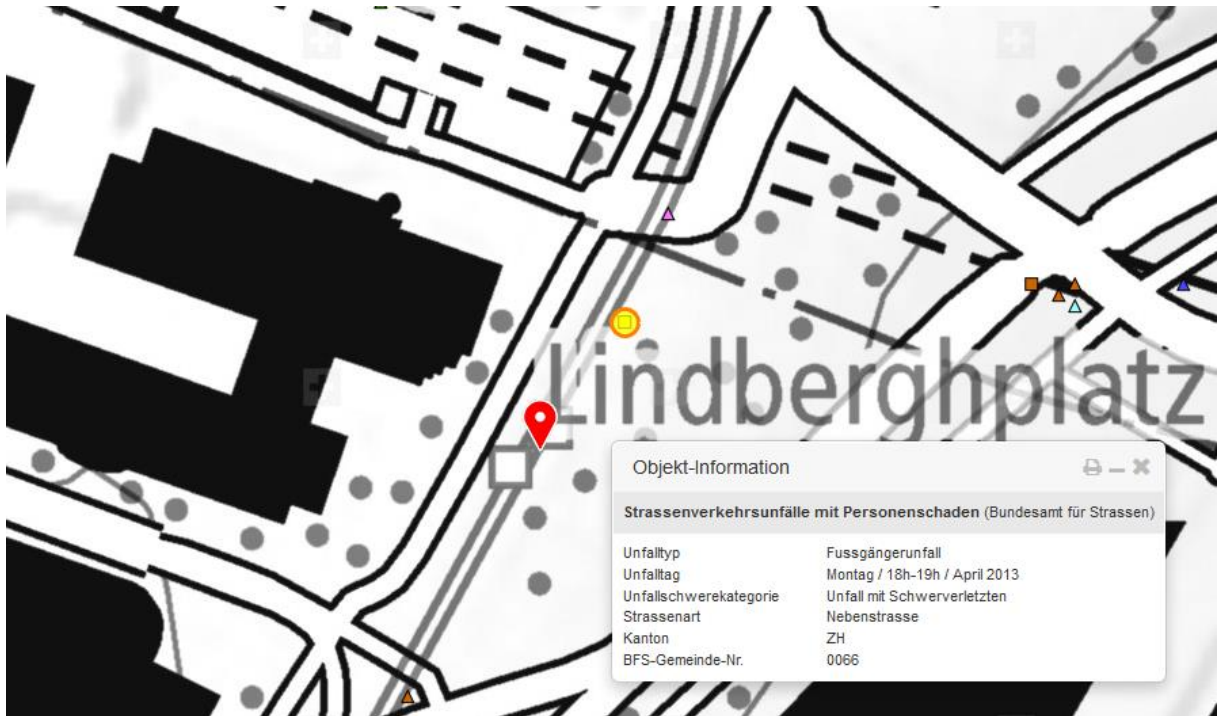 Lindberghplatz
Objekt-Information
Strassenverkehrsunfälle mit Personenschaden (Bundesamt für Strassen)
Unfalltyp Fussgängerunfall
Unfalltag Montag / 18h-19h / April 2013
Unfallschwerekategorie Unfall mit Schwerverletzten
Strassenart Nebenstrasse
Kanton ZH
BFS-Gemeinde-Nr. 0066